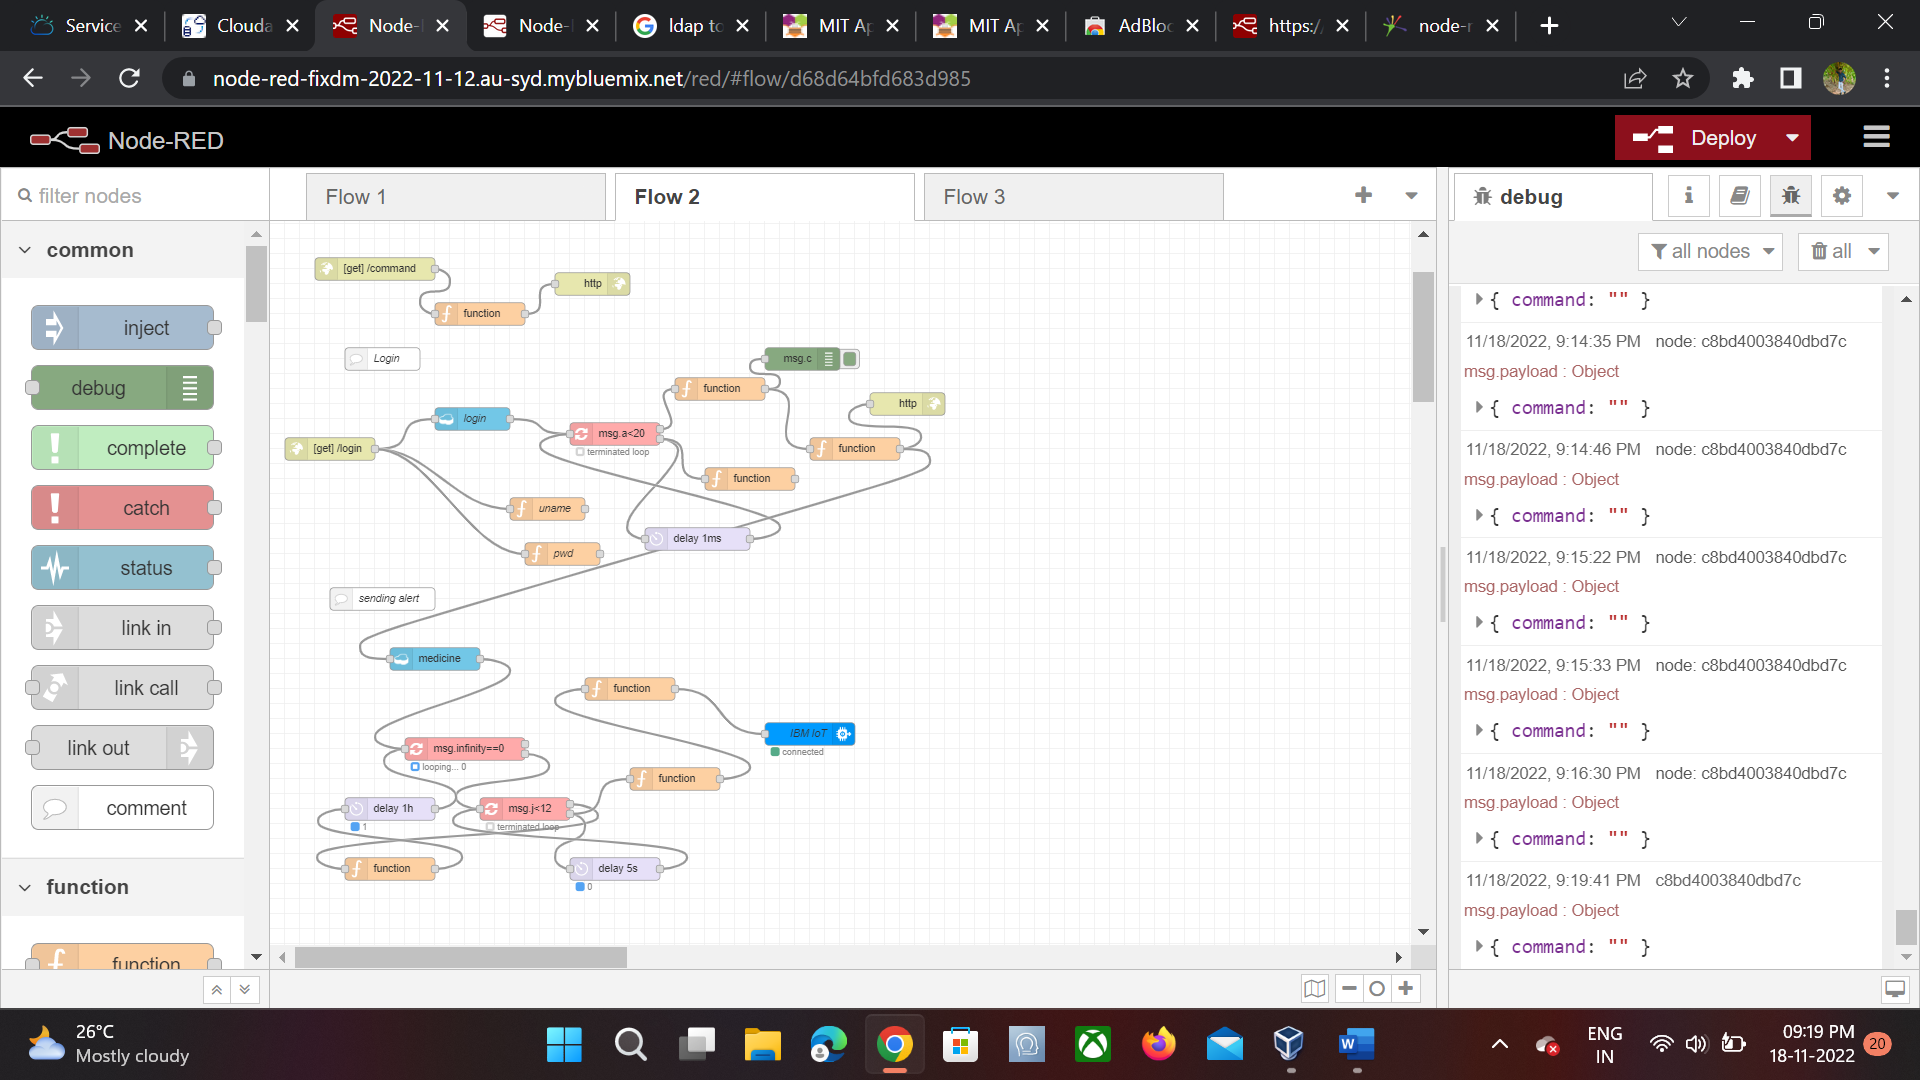 Service
Clouda
Node-
Node-
ldap to
MIT Ap
MIT Ap
AdBloc
https:/
node-r
node-red-fixdm-2022-11-12.au-syd.mybluemix.net/red/#flow/d68d64bfd683d985
Node-RED
Deploy
filter nodes
Flow 1
Flow 2
Flow 3
debug
i
all nodes
all
common
inject
debug
complete
catch
status
link in
link call
link out
comment
function
function
[get] /command
http
function
Login
msg.c
function
http
login
msg.a<20
terminated loop
[get] /login
function
function
uname
delay 1ms
pwd
sending alert
medicine
function
IBM IoT
connected
msg.infinity==0
looping... 0
function
delay 1h
1
msg.j<12
terminated loop
function
delay 5s
0
{ command: "" }
11/18/2022, 9:14:35 PM node: c8bd4003840dbd7c
msg.payload : Object
{ command: "" }
11/18/2022, 9:14:46 PM node: c8bd4003840dbd7c
msg.payload : Object
{ command: "" }
11/18/2022, 9:15:22 PM node: c8bd4003840dbd7c
msg.payload : Object
{ command: "" }
11/18/2022, 9:15:33 PM node: c8bd4003840dbd7c
msg.payload : Object
{ command: "" }
11/18/2022, 9:16:30 PM node: c8bd4003840dbd7c
msg.payload : Object
{ command: "" }
11/18/2022, 9:19:41 PM c8bd4003840dbd7c
msg.payload : Object
{ command: "" }
26°C
Mostly cloudy
ENG
IN
09:19 PM
18-11-2022
20